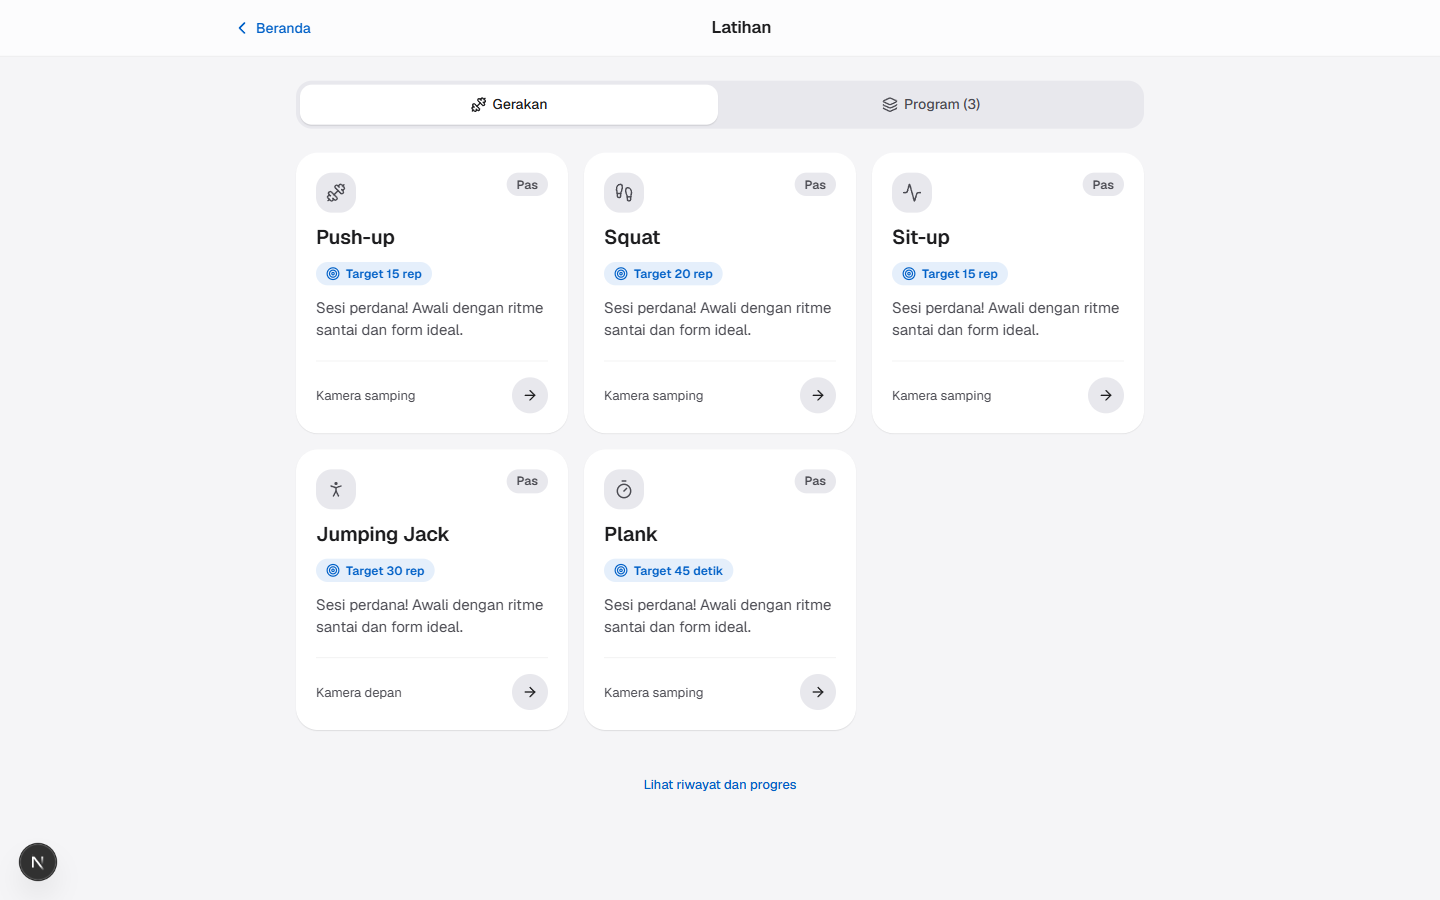 Beranda
Latihan
Gerakan
Program (3)
Pas
Push-up
Target 15 rep
Sesi perdana! Awali dengan ritme
santai dan form ideal.
Kamera samping
Pas
Squat
Target 20 rep
Sesi perdana! Awali dengan ritme
santai dan form ideal.
Kamera samping
Pas
Sit-up
Target 15 rep
Sesi perdana! Awali dengan ritme
santai dan form ideal.
Kamera samping
Pas
Jumping Jack
Target 30 rep
Sesi perdana! Awali dengan ritme
santai dan form ideal.
Kamera depan
Pas
Plank
Target 45 detik
Sesi perdana! Awali dengan ritme
santai dan form ideal.
Kamera samping
Lihat riwayat dan progres
N